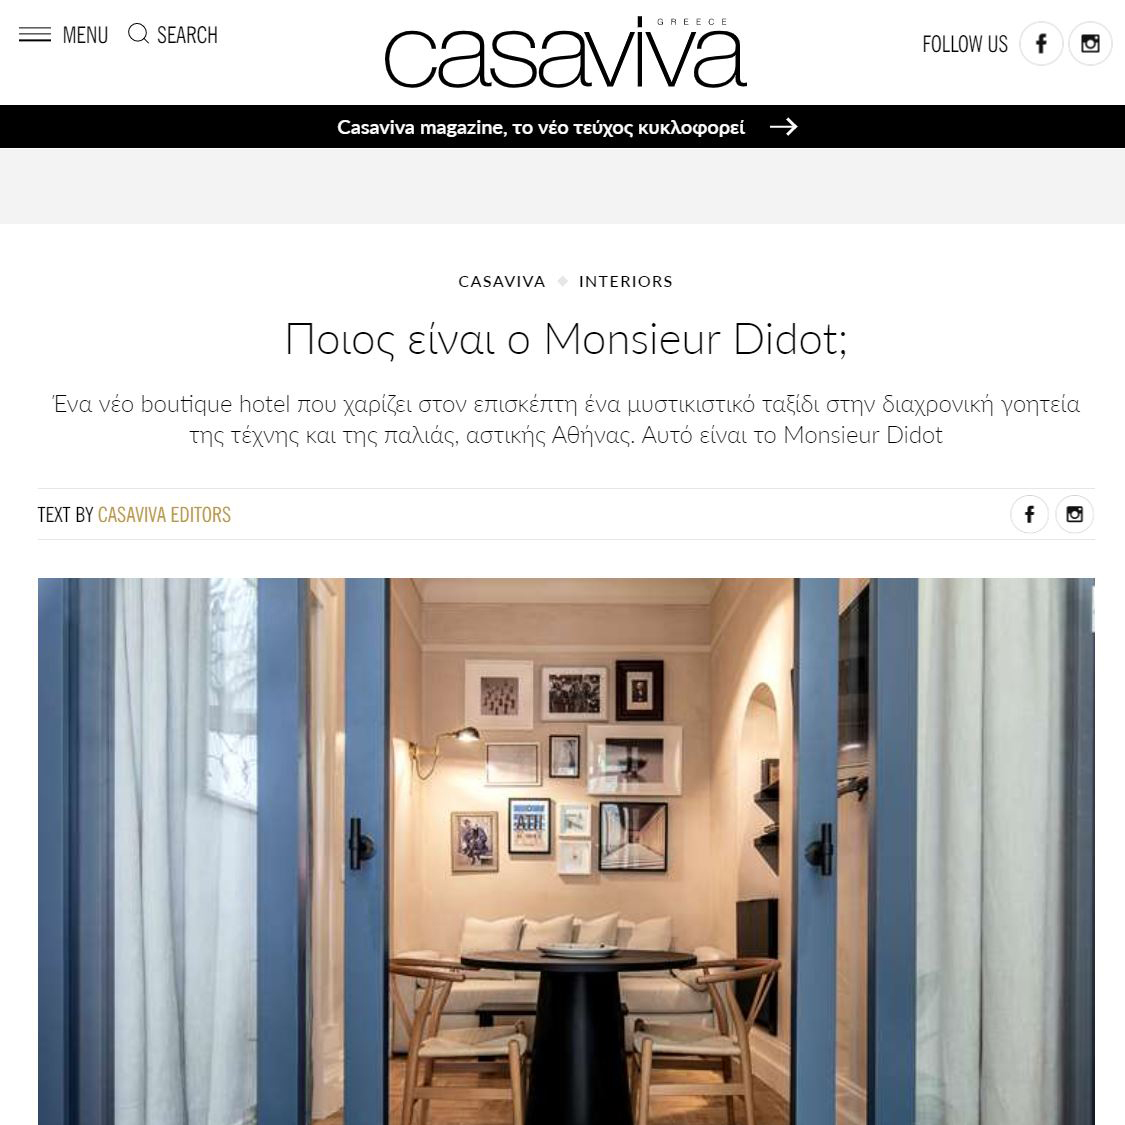 MENU
SEARCH
GREECE
casaviva
FOLLOW US
Casaviva magazine, το νέο τεύχος κυκλοφορεί
CASAVIVA
INTERIORS
Ποιος είναι ο Monsieur Didot;
Ένα νέο boutique hotel που χαρίζει στον επισκέπτη ένα μυστικιστικό ταξίδι στην διαχρονική γοητεία
της τέχνης και της παλιάς, αστικής Αθήνας. Αυτό είναι το Monsieur Didot
TEXT BY CASAVIVA EDITORS